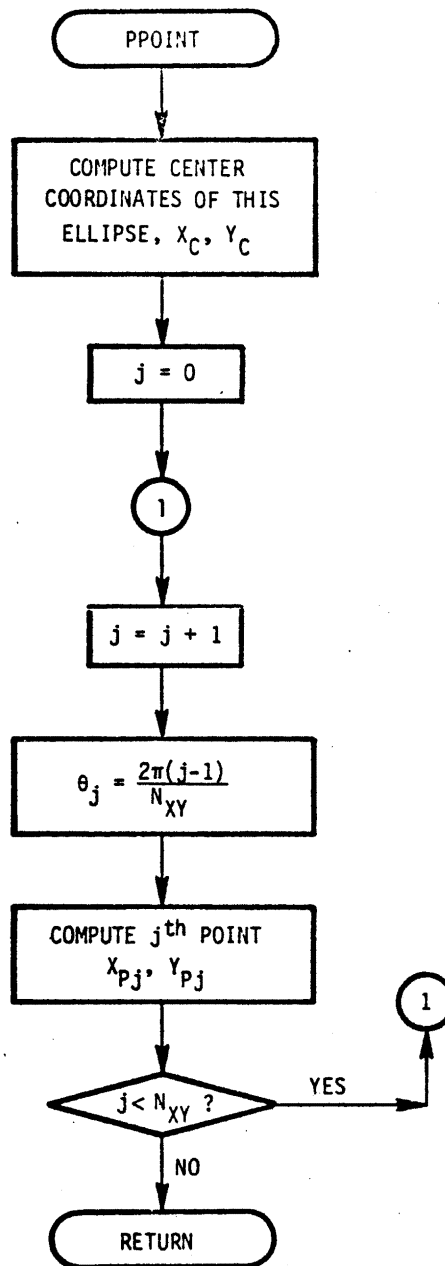 PPOINT
COMPUTE CENTER
COORDINATES OF THIS
ELLIPSE, X_C, Y_C
j = 0
1
j = j + 1
θ_j = 2π(j-1)/N_XY
COMPUTE j^th POINT
X_Pj, Y_Pj
1
j< N_XY ?
YES
NO
RETURN